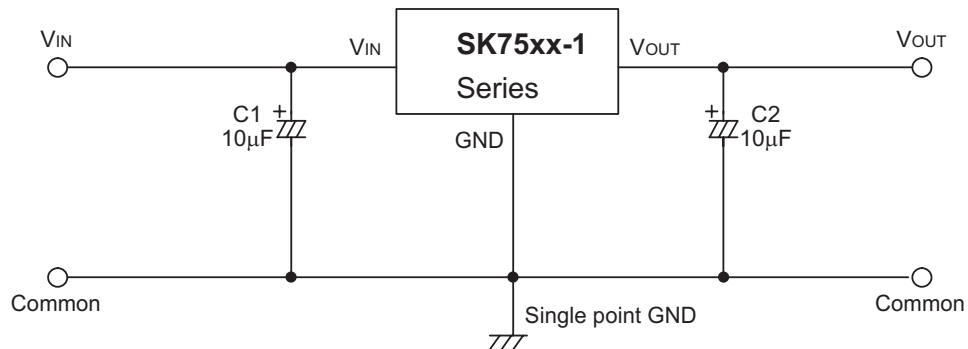 VIN
VIN
SK75xx-1
Series
VOUT
VOUT
C1
10μF
+
GND
+
C2
10μF
Common
Single point GND
Common